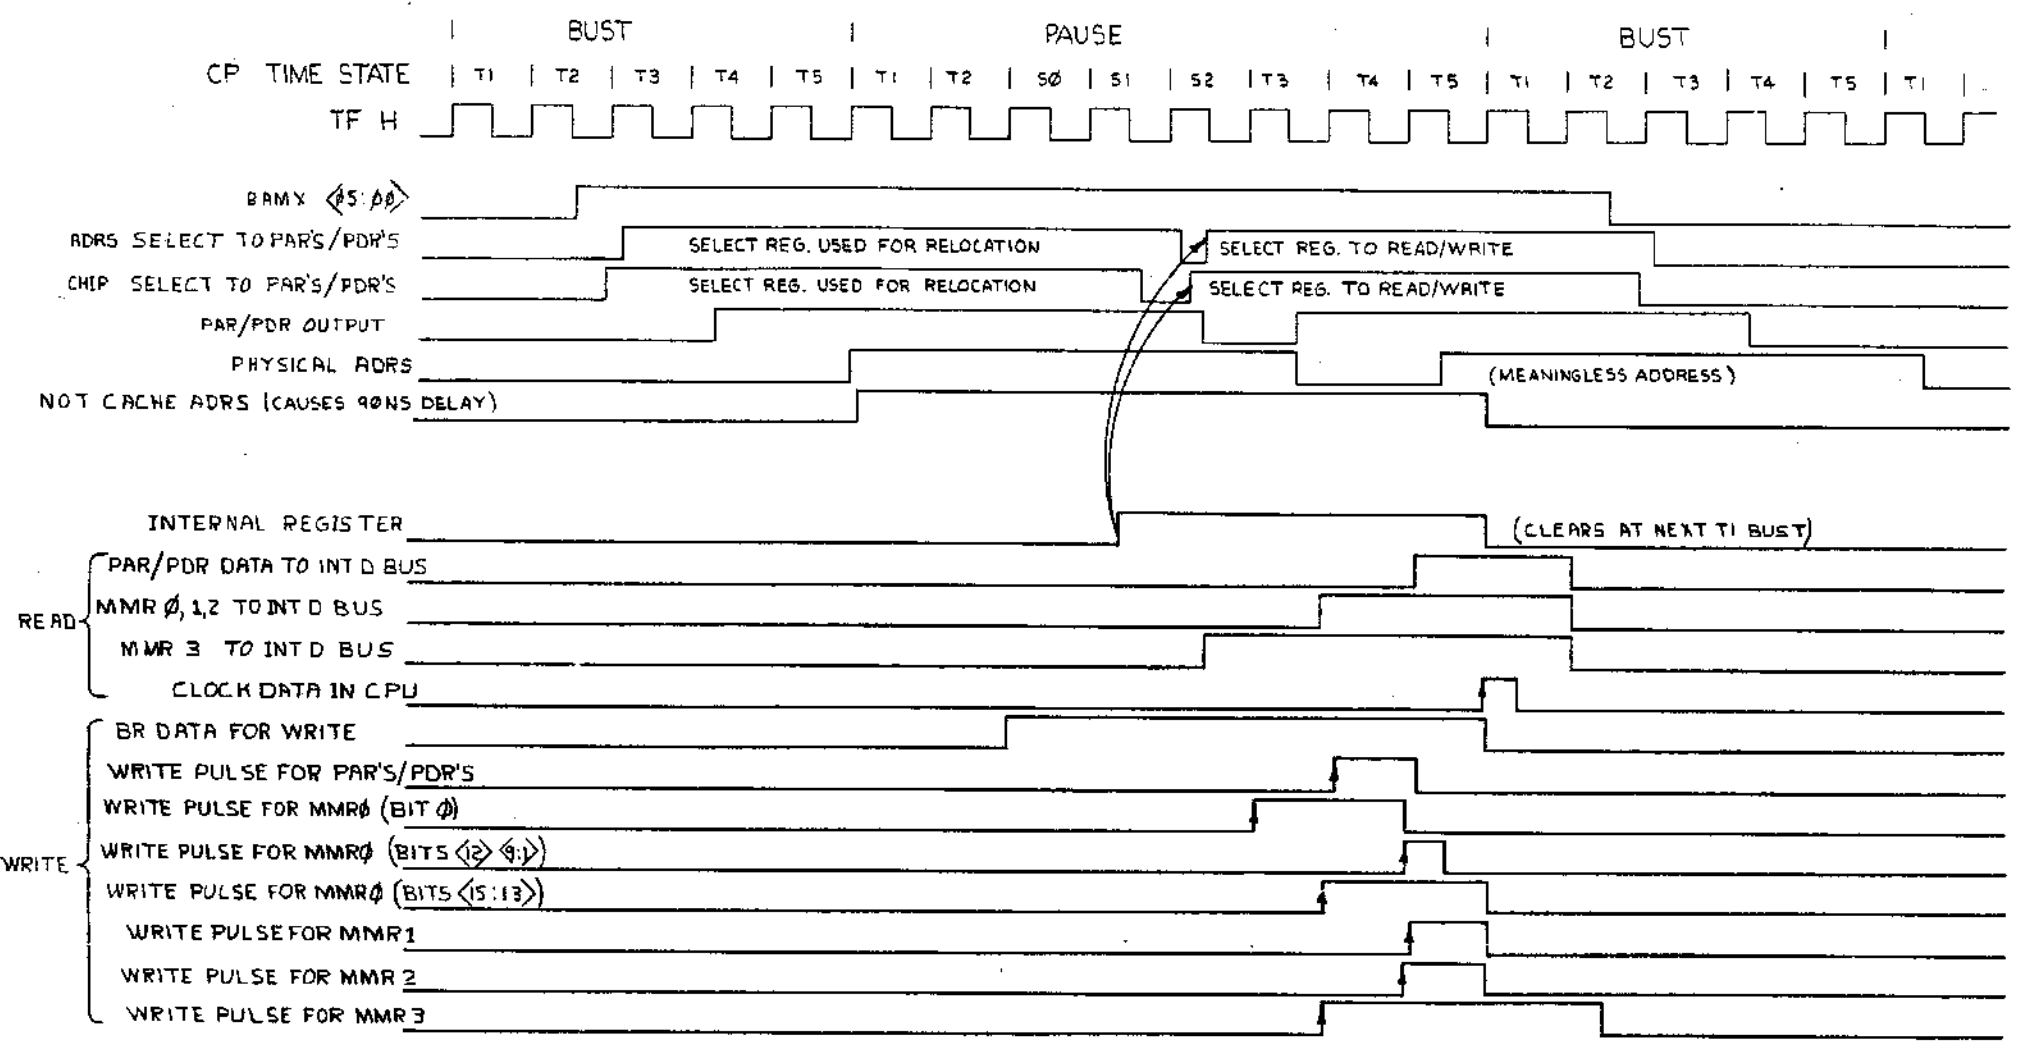 BUST PAUSE BUST
CP TIME STATE T1 T2 T3 T4 T5 T1 T2 SØ S1 S2 T3 T4 T5 T1 T2 T3 T4 T5 T1
TF H
BAMX <Ø5:ØØ>
ADRS SELECT TO PAR'S/PDR'S SELECT REG. USED FOR RELOCATION SELECT REG. TO READ/WRITE
CHIP SELECT TO PAR'S/PDR'S SELECT REG. USED FOR RELOCATION SELECT REG. TO READ/WRITE
PAR/PDR OUTPUT
PHYSICAL ADRS (MEANINGLESS ADDRESS)
NOT CACHE ADRS (CAUSES 90NS DELAY)
INTERNAL REGISTER (CLEARS AT NEXT T1 BUST)
READ
PAR/PDR DATA TO INT D BUS
MMR Ø,1,2 TO INT D BUS
MMR 3 TO INT D BUS
CLOCK DATA IN CPU
WRITE
BR DATA FOR WRITE
WRITE PULSE FOR PAR'S/PDR'S
WRITE PULSE FOR MMRØ (BIT Ø)
WRITE PULSE FOR MMRØ (BITS <12> <9:1>)
WRITE PULSE FOR MMRØ (BITS <15:13>)
WRITE PULSE FOR MMR1
WRITE PULSE FOR MMR 2
WRITE PULSE FOR MMR 3